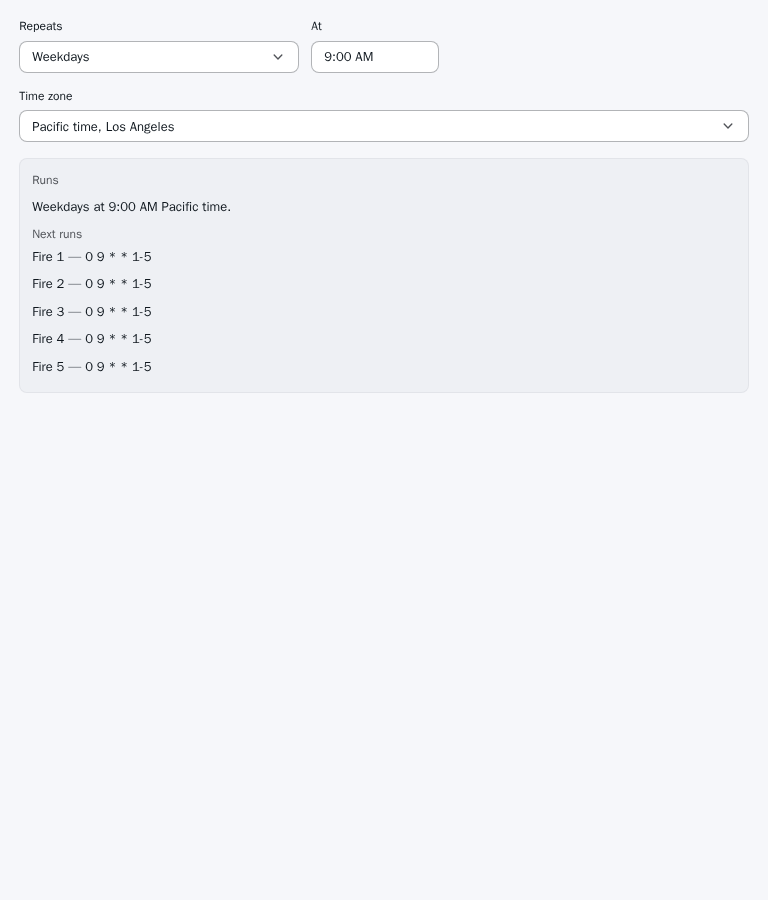 Repeats
At
Weekdays
9:00 AM
Time zone
Pacific time, Los Angeles
Runs
Weekdays at 9:00 AM Pacific time.
Next runs
Fire 1 — 0 9 * * 1-5
Fire 2 — 0 9 * * 1-5
Fire 3 — 0 9 * * 1-5
Fire 4 — 0 9 * * 1-5
Fire 5 — 0 9 * * 1-5